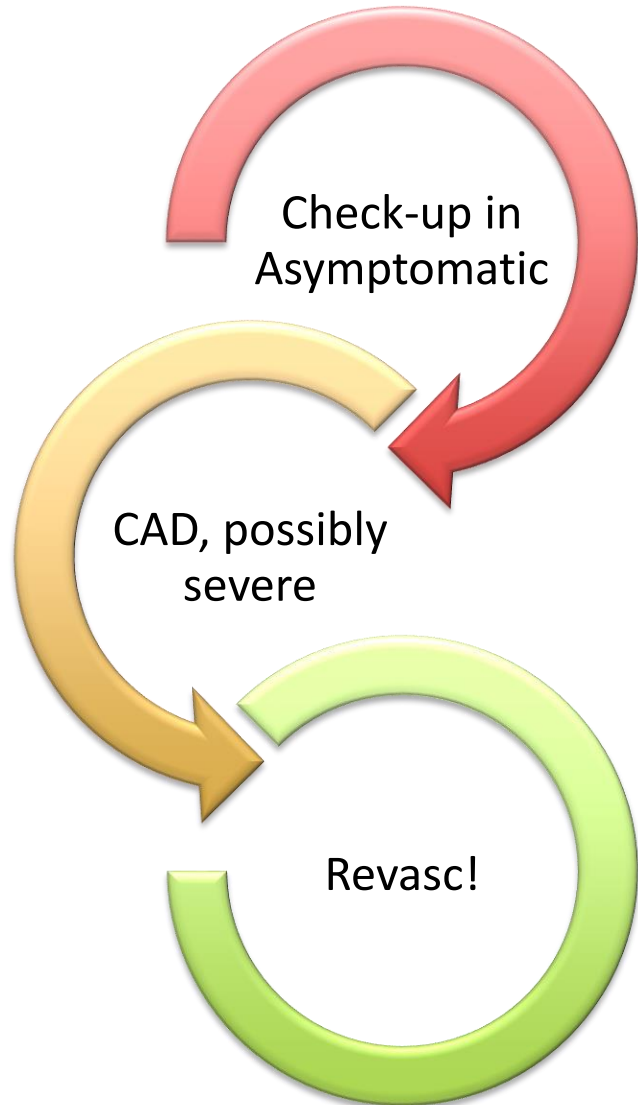 Check-up in
Asymptomatic
CAD, possibly
severe
Revasc!